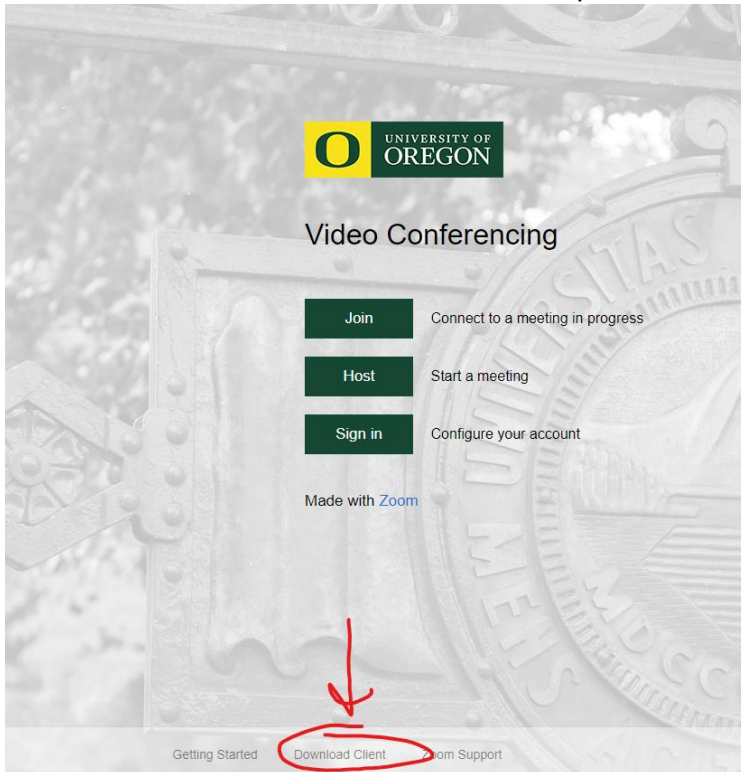 O
UNIVERSITY OF
OREGON
Video Conferencing
Join Connect to a meeting in progress
Host Start a meeting
Sign in Configure your account
Made with Zoom
Getting Started Download Client Zoom Support